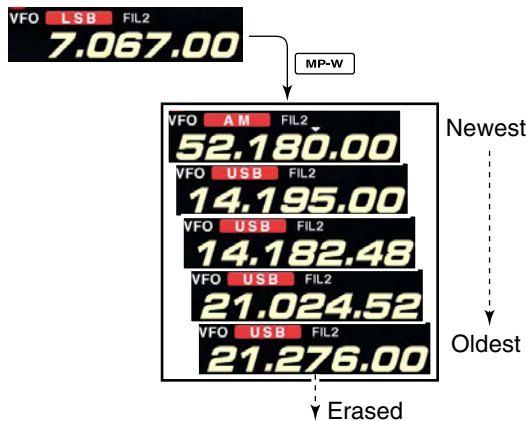 VFO LSB FIL2
7.067.00
MP-W
VFO AM FIL2
52.180.00
Newest
VFO USB FIL2
14.195.00
VFO USB FIL2
14.182.48
VFO USB FIL2
21.024.52
VFO USB FIL2
21.276.00
Oldest
Erased